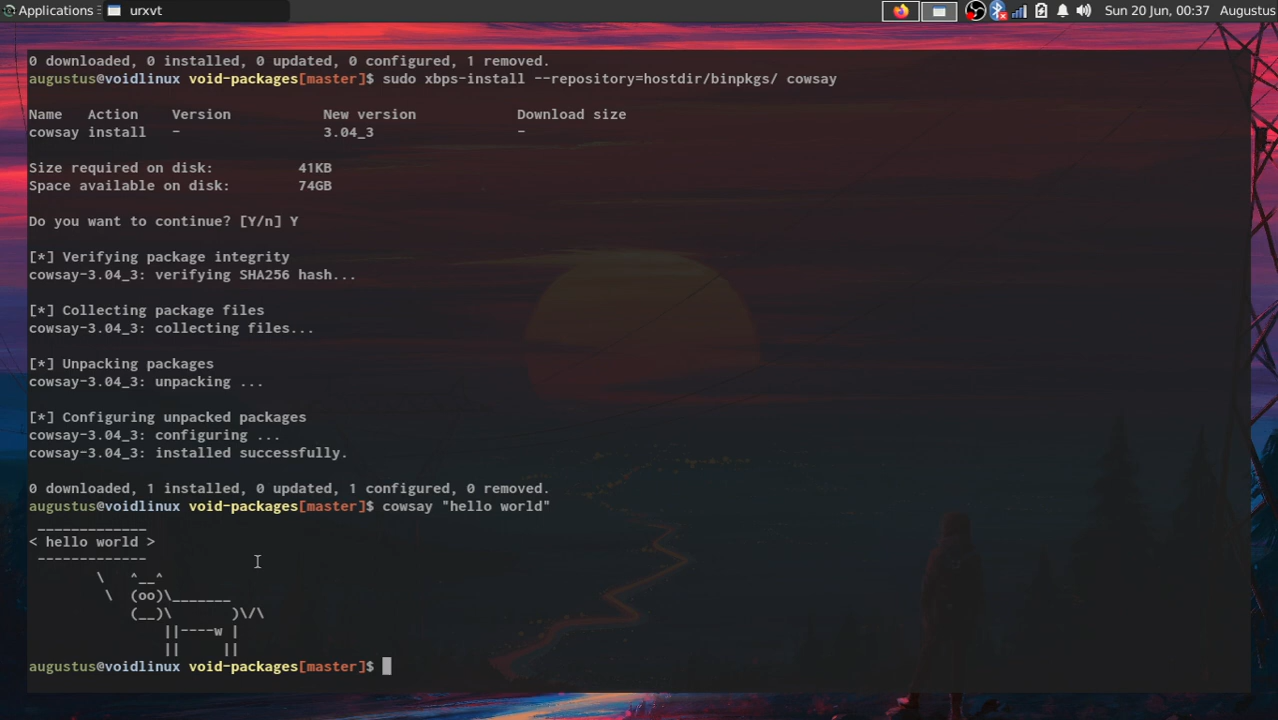 Applications urxvt Sun 20 Jun, 00:37 Augustus
0 downloaded, 0 installed, 0 updated, 0 configured, 1 removed.
augustus@voidlinux void-packages[master]$ sudo xbps-install --repository=hostdir/binpkgs/ cowsay
Name   Action    Version           New version            Download size
cowsay install   -                 3.04_3                 -
Size required on disk:        41KB
Space available on disk:      74GB
Do you want to continue? [Y/n] Y
[*] Verifying package integrity
cowsay-3.04_3: verifying SHA256 hash...
[*] Collecting package files
cowsay-3.04_3: collecting files...
[*] Unpacking packages
cowsay-3.04_3: unpacking ...
[*] Configuring unpacked packages
cowsay-3.04_3: configuring ...
cowsay-3.04_3: installed successfully.
0 downloaded, 1 installed, 0 updated, 1 configured, 0 removed.
augustus@voidlinux void-packages[master]$ cowsay "hello world"
 _____________
< hello world >
 -------------
        \   ^__^
         \  (oo)\_______
            (__)\       )\/\
                ||----w |
                ||     ||
augustus@voidlinux void-packages[master]$